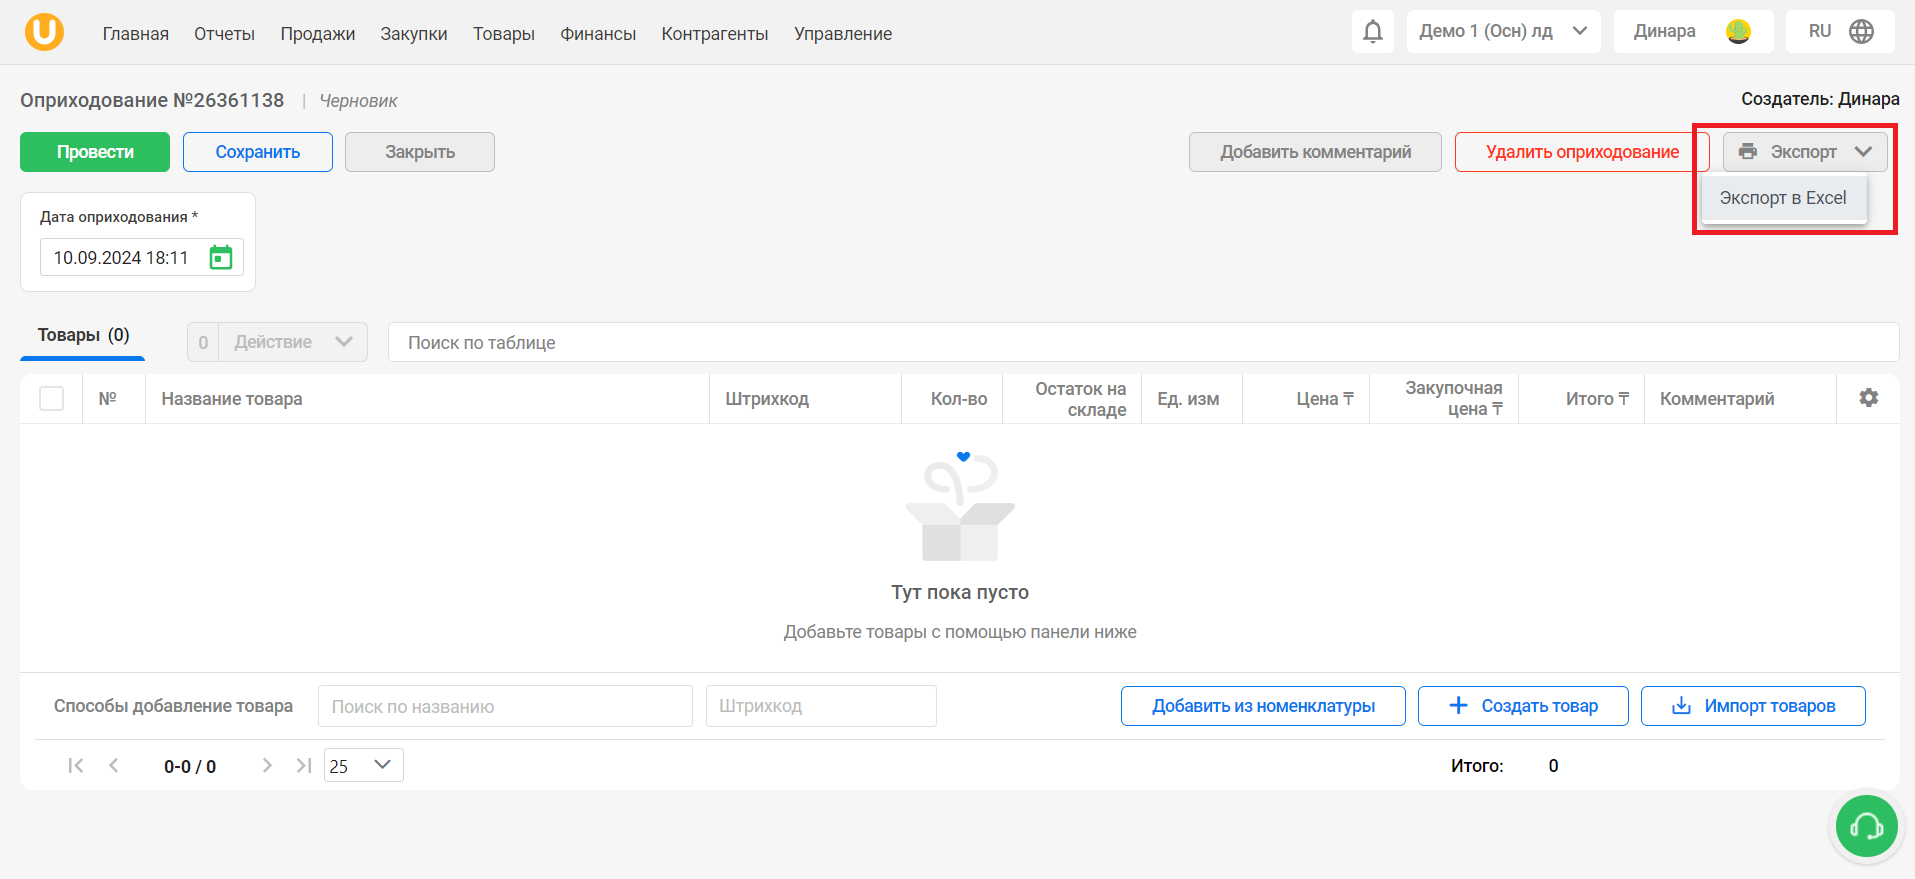 Главная Отчеты Продажи Закупки Товары Финансы Контрагенты Управление Демо 1 (Осн) лд Динара RU
Оприходование №26361138 | Черновик Создатель: Динара
Провести Сохранить Закрыть Добавить комментарий Удалить оприходование Экспорт
Экспорт в Excel
Дата оприходования *
10.09.2024 18:11
Товары (0) 0 Действие Поиск по таблице
№ Название товара Штрихкод Кол-во Остаток на складе Ед. изм Цена ₸ Закупочная цена ₸ Итого ₸ Комментарий
Тут пока пусто
Добавьте товары с помощью панели ниже
Способы добавление товара Поиск по названию Штрихкод Добавить из номенклатуры Создать товар Импорт товаров
0-0 / 0 25 Итого: 0